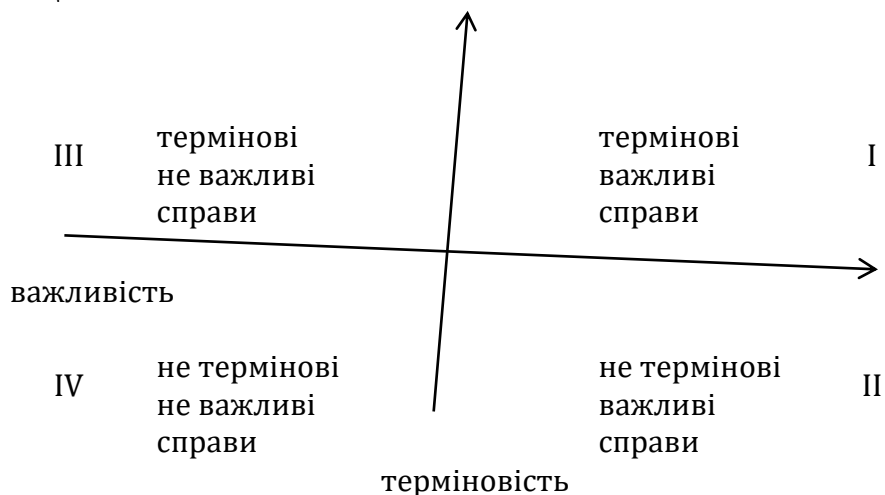 термінові
не важливі
справи
III
термінові
важливі
справи
I
важливість
не термінові
не важливі
справи
IV
не термінові
важливі
справи
II
терміновість